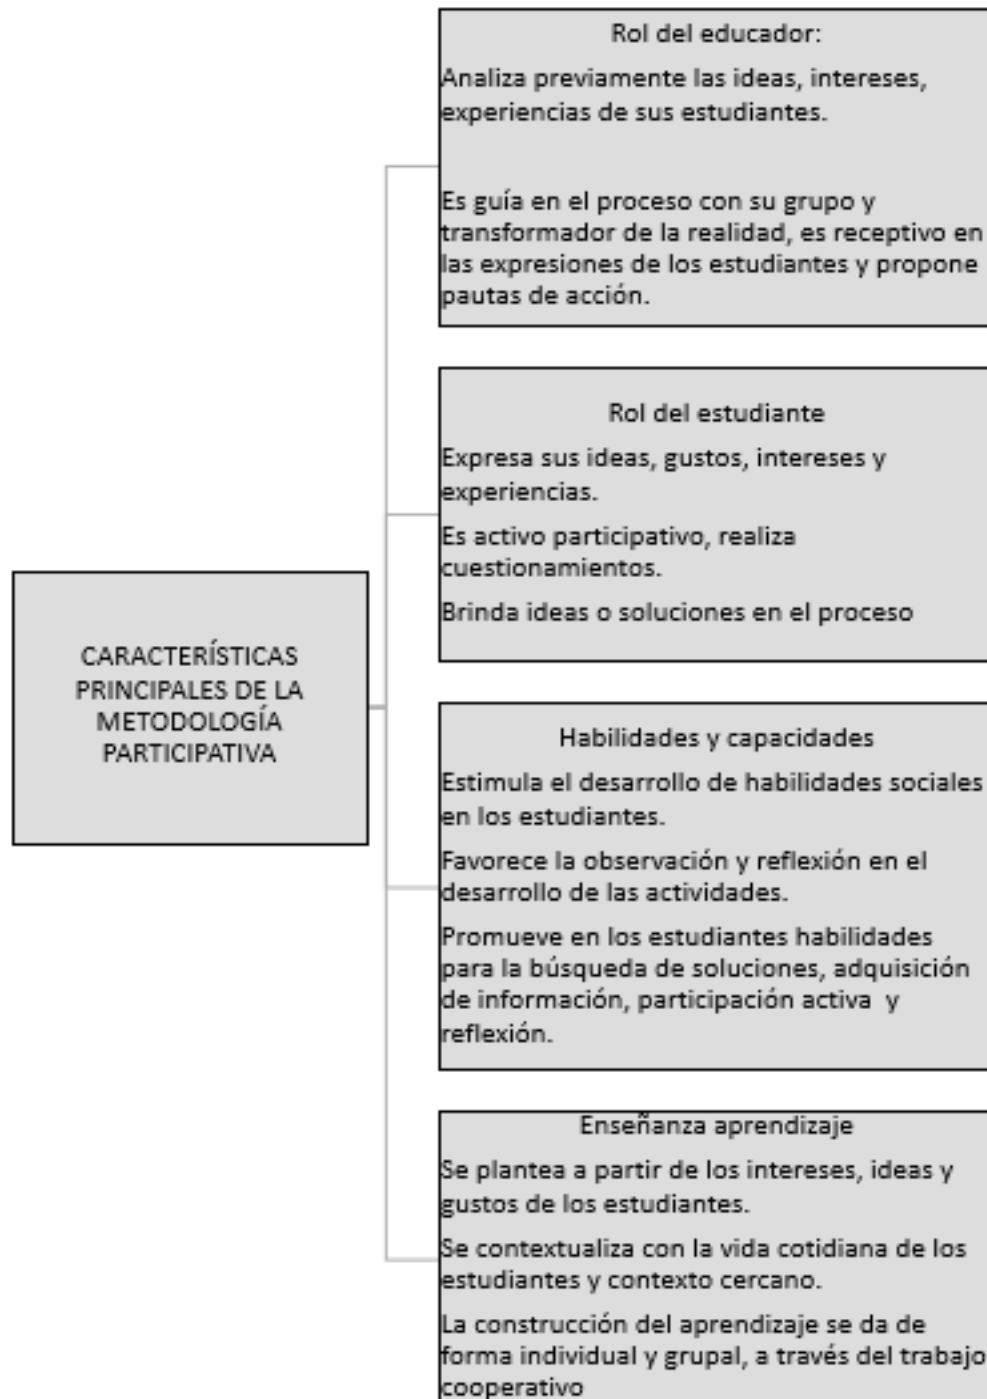 Rol del educador:
Analiza previamente las ideas, intereses,
experiencias de sus estudiantes.
Es guía en el proceso con su grupo y
transformador de la realidad, es receptivo en
las expresiones de los estudiantes y propone
pautas de acción.
Rol del estudiante
Expresa sus ideas, gustos, intereses y
experiencias.
Es activo participativo, realiza
cuestionamientos.
Brinda ideas o soluciones en el proceso
CARACTERÍSTICAS
PRINCIPALES DE LA
METODOLOGÍA
PARTICIPATIVA
Habilidades y capacidades
Estimula el desarrollo de habilidades sociales
en los estudiantes.
Favorece la observación y reflexión en el
desarrollo de las actividades.
Promueve en los estudiantes habilidades
para la búsqueda de soluciones, adquisición
de información, participación activa y
reflexión.
Enseñanza aprendizaje
Se plantea a partir de los intereses, ideas y
gustos de los estudiantes.
Se contextualiza con la vida cotidiana de los
estudiantes y contexto cercano.
La construcción del aprendizaje se da de
forma individual y grupal, a través del trabajo
cooperativo